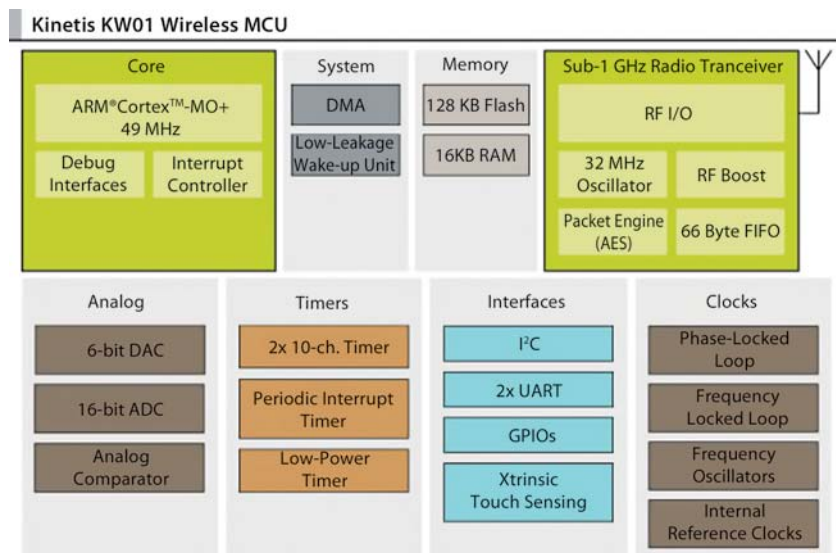 Kinetis KW01 Wireless MCU
Core
ARM®Cortex™-MO+
49 MHz
Debug
Interfaces
Interrupt
Controller
System
DMA
Low-Leakage
Wake-up Unit
Memory
128 KB Flash
16KB RAM
Sub-1 GHz Radio Tranceiver
RF I/O
32 MHz
Oscillator
RF Boost
Packet Engine
(AES)
66 Byte FIFO
Analog
6-bit DAC
16-bit ADC
Analog
Comparator
Timers
2x 10-ch. Timer
Periodic Interrupt
Timer
Low-Power
Timer
Interfaces
I²C
2x UART
GPIOs
Xtrinsic
Touch Sensing
Clocks
Phase-Locked
Loop
Frequency
Locked Loop
Frequency
Oscillators
Internal
Reference Clocks